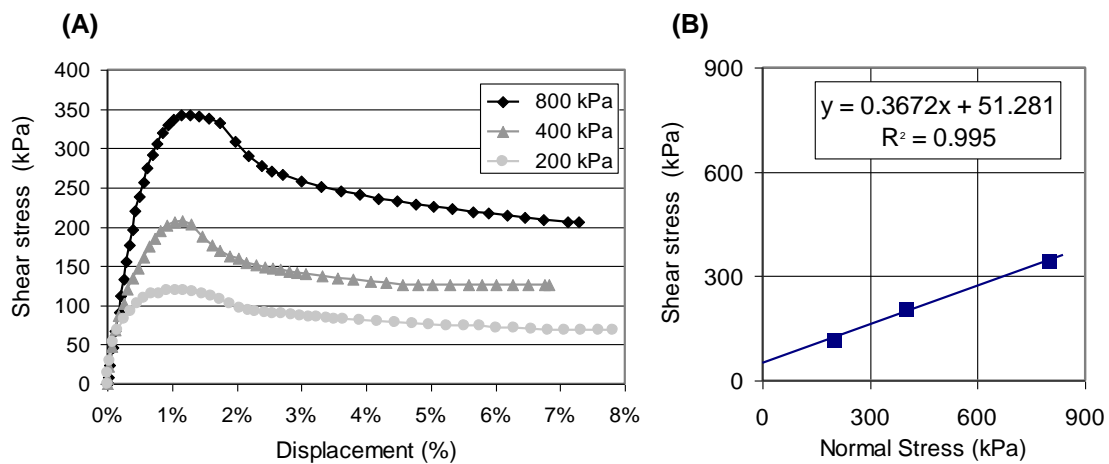 (A)
Shear stress (kPa)
400
350
300
250
200
150
100
50
0
0% 1% 2% 3% 4% 5% 6% 7% 8%
Displacement (%)
800 kPa
400 kPa
200 kPa
(B)
Shear stress (kPa)
900
600
300
0
0 300 600 900
Normal Stress (kPa)
y = 0.3672x + 51.281
R² = 0.995